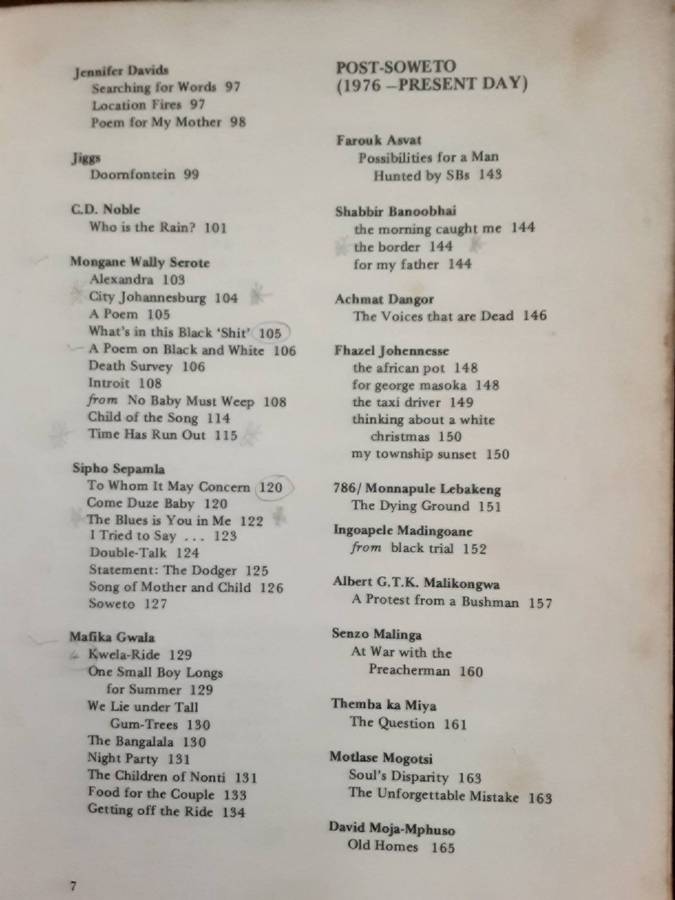 Jennifer Davids
Searching for Words 97
Location Fires 97
Poem for My Mother 98
Jiggs
Doornfontein 99
C.D. Noble
Who is the Rain? 101
Mongane Wally Serote
Alexandra 103
City Johannesburg 104
A Poem 105
What's in this Black 'Shit' 105
A Poem on Black and White 106
Death Survey 106
Introit 108
from No Baby Must Weep 108
Child of the Song 114
Time Has Run Out 115
Sipho Sepamla
To Whom It May Concern 120
Come Duze Baby 120
The Blues is You in Me 122
I Tried to Say ... 123
Double-Talk 124
Statement: The Dodger 125
Song of Mother and Child 126
Soweto 127
Mafika Gwala
Kwela-Ride 129
One Small Boy Longs
for Summer 129
We Lie under Tall
Gum-Trees 130
The Bangalala 130
Night Party 131
The Children of Nonti 131
Food for the Couple 133
Getting off the Ride 134
7
POST-SOWETO
(1976 –PRESENT DAY)
Farouk Asvat
Possibilities for a Man
Hunted by SBs 143
Shabbir Banoobhai
the morning caught me 144
the border 144
for my father 144
Achmat Dangor
The Voices that are Dead 146
Fhazel Johennesse
the african pot 148
for george masoka 148
the taxi driver 149
thinking about a white
christmas 150
my township sunset 150
786/ Monnapule Lebakeng
The Dying Ground 151
Ingoapele Madingoane
from black trial 152
Albert G.T.K. Malikongwa
A Protest from a Bushman 157
Senzo Malinga
At War with the
Preacherman 160
Themba ka Miya
The Question 161
Motlase Mogotsi
Soul's Disparity 163
The Unforgettable Mistake 163
David Moja-Mphuso
Old Homes 165